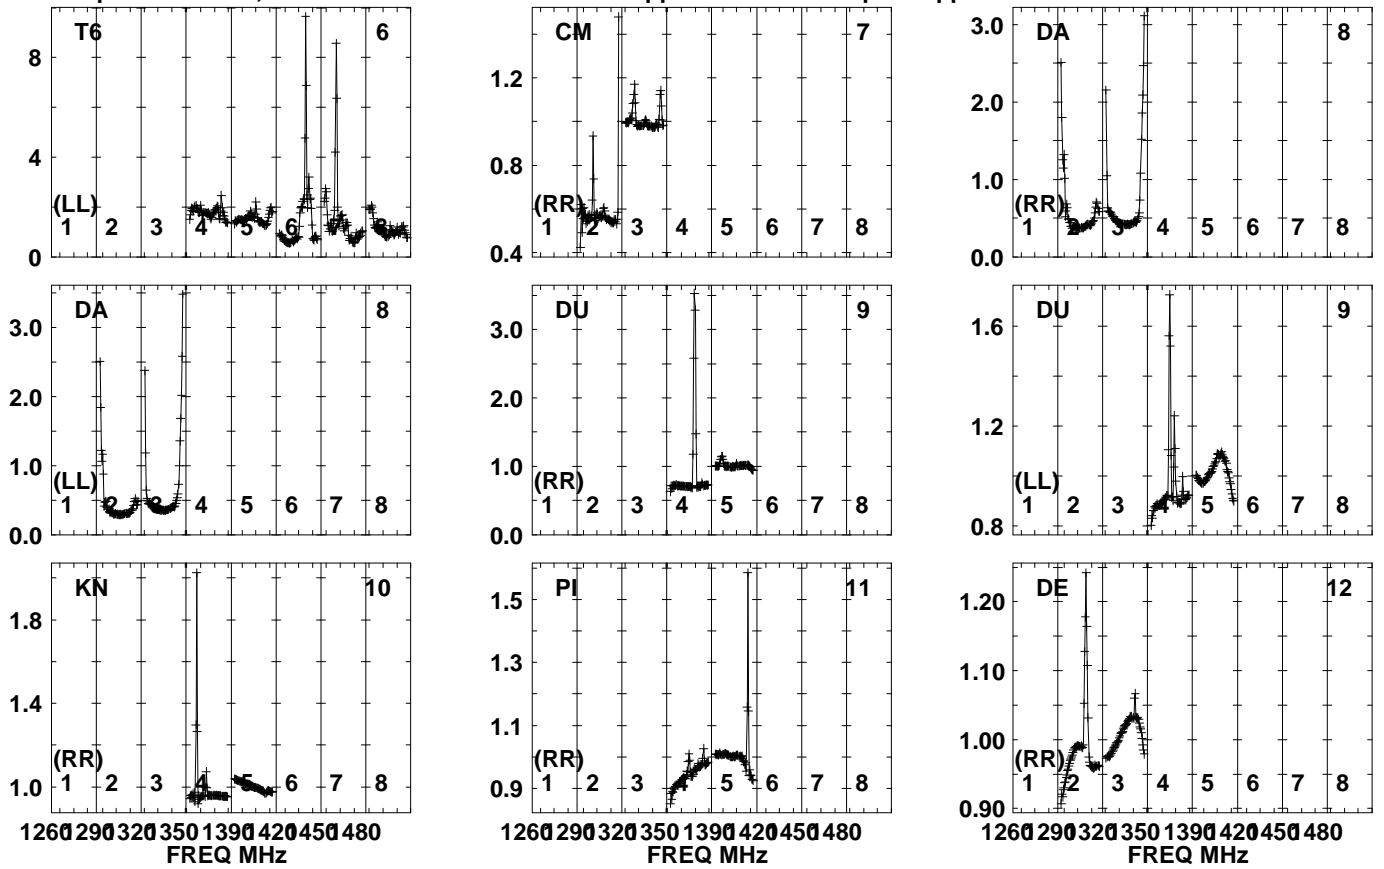 T6 6
8
4
0
(LL)
1 2 3 4 5 6 7 8
CM 7
1.2
0.8
0.4
(RR)
1 2 3 4 5 6 7 8
DA 8
3.0
2.0
1.0
0.0
(RR)
1 2 3 4 5 6 7 8
DA 8
3.0
2.0
1.0
0.0
(LL)
1 2 3 4 5 6 7 8
DU 9
3.0
2.0
1.0
0.0
(RR)
1 2 3 4 5 6 7 8
DU 9
1.6
1.2
0.8
(LL)
1 2 3 4 5 6 7 8
KN 10
1.8
1.4
1.0
(RR)
1 2 3 4 5 6 7 8
1260 1290 1320 1350 1390 1420 1450 1480
FREQ MHz
PI 11
1.5
1.3
1.1
0.9
(RR)
1 2 3 4 5 6 7 8
1260 1290 1320 1350 1390 1420 1450 1480
FREQ MHz
DE 12
1.20
1.10
1.00
0.90
(RR)
1 2 3 4 5 6 7 8
1260 1290 1320 1350 1390 1420 1450 1480
FREQ MHz